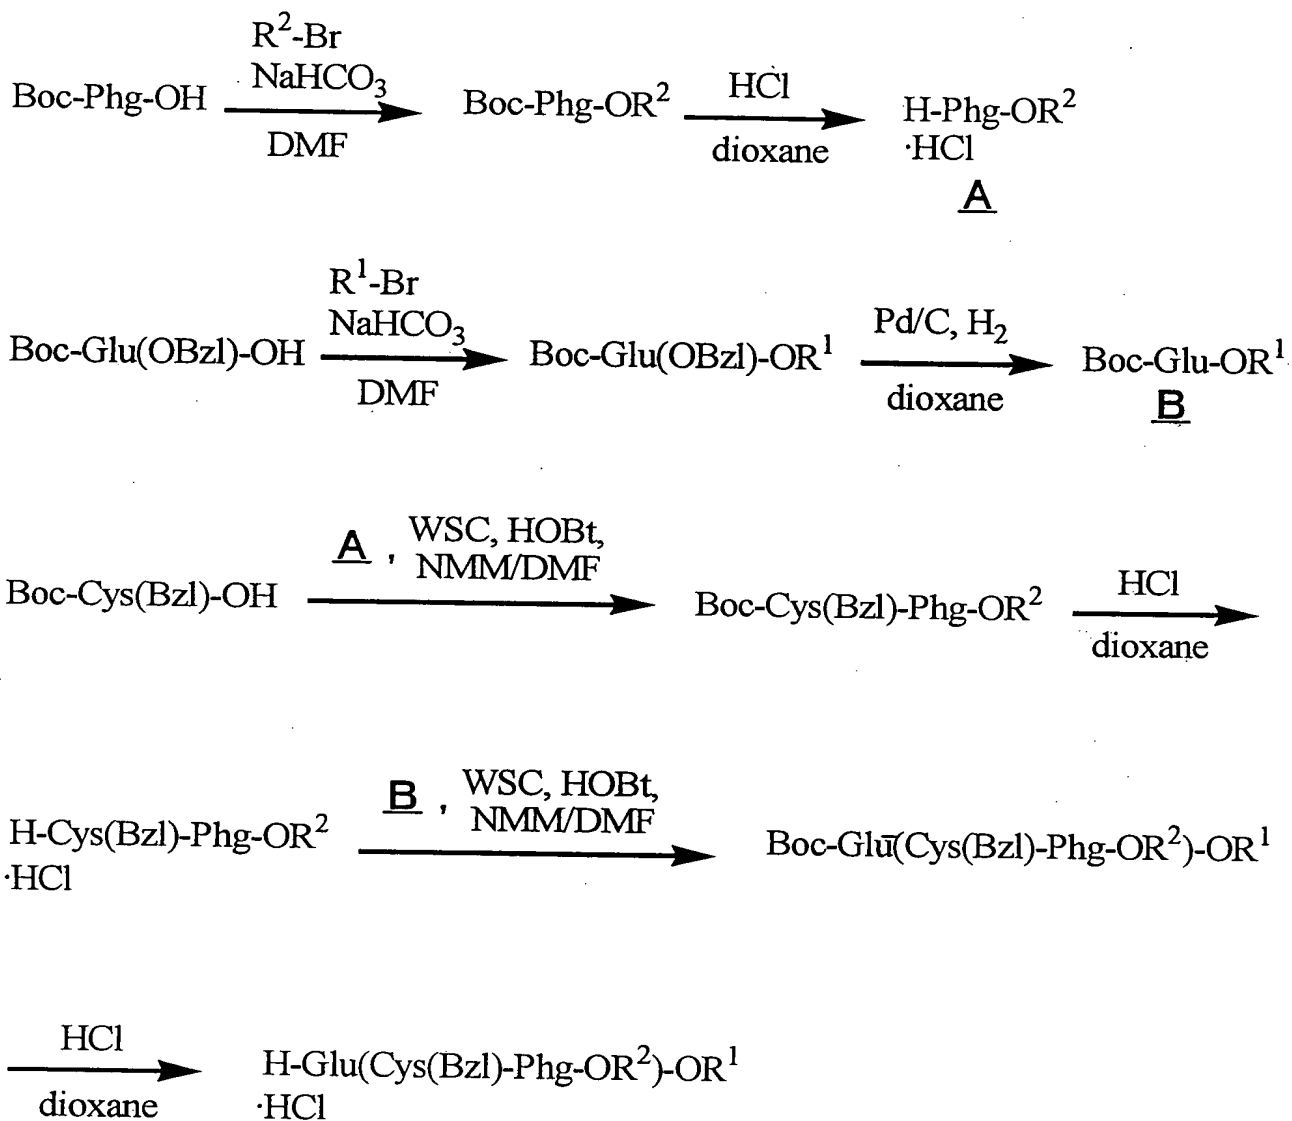 R²-Br
NaHCO₃
Boc-Phg-OH
DMF
Boc-Phg-OR²
HCl
dioxane
H-Phg-OR²
·HCl
A
R¹-Br
NaHCO₃
Boc-Glu(OBzl)-OH
DMF
Boc-Glu(OBzl)-OR¹
Pd/C, H₂
dioxane
Boc-Glu-OR¹
B
Boc-Cys(Bzl)-OH
A , WSC, HOBt,
NMM/DMF
Boc-Cys(Bzl)-Phg-OR²
HCl
dioxane
H-Cys(Bzl)-Phg-OR²
·HCl
B , WSC, HOBt,
NMM/DMF
Boc-Glu(Cys(Bzl)-Phg-OR²)-OR¹
HCl
dioxane
H-Glu(Cys(Bzl)-Phg-OR²)-OR¹
·HCl